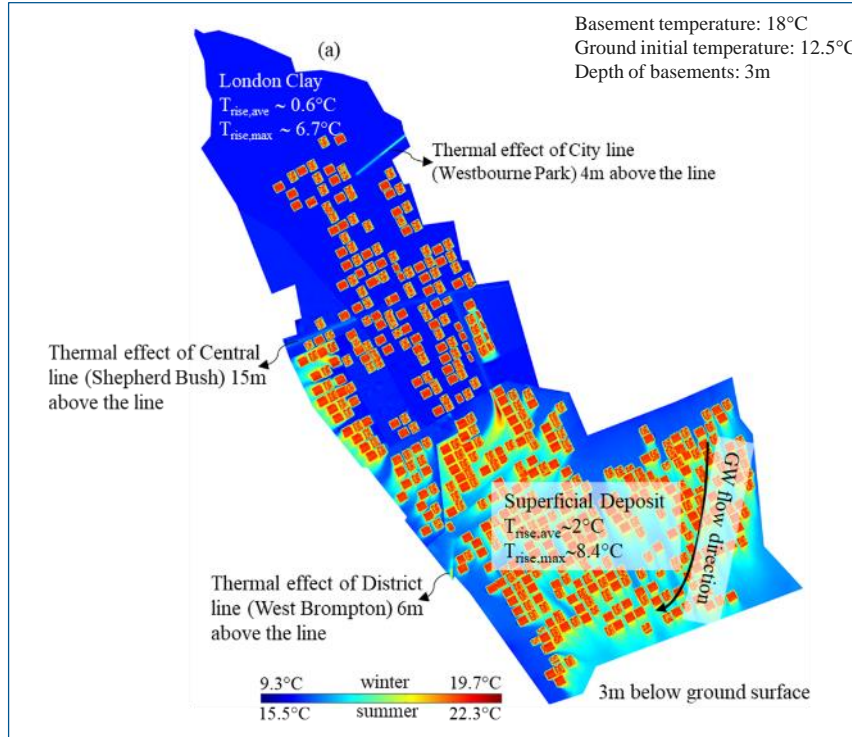 Basement temperature: 18°C
Ground initial temperature: 12.5°C
Depth of basements: 3m
(a)
London Clay
T_rise,ave ~ 0.6°C
T_rise,max ~ 6.7°C
Thermal effect of City line
(Westbourne Park) 4m above the line
Thermal effect of Central
line (Shepherd Bush) 15m
above the line
Superficial Deposit
T_rise,ave~2°C
T_rise,max~8.4°C
GW flow direction
Thermal effect of District
line (West Brompton) 6m
above the line
9.3°C winter 19.7°C
15.5°C summer 22.3°C
3m below ground surface